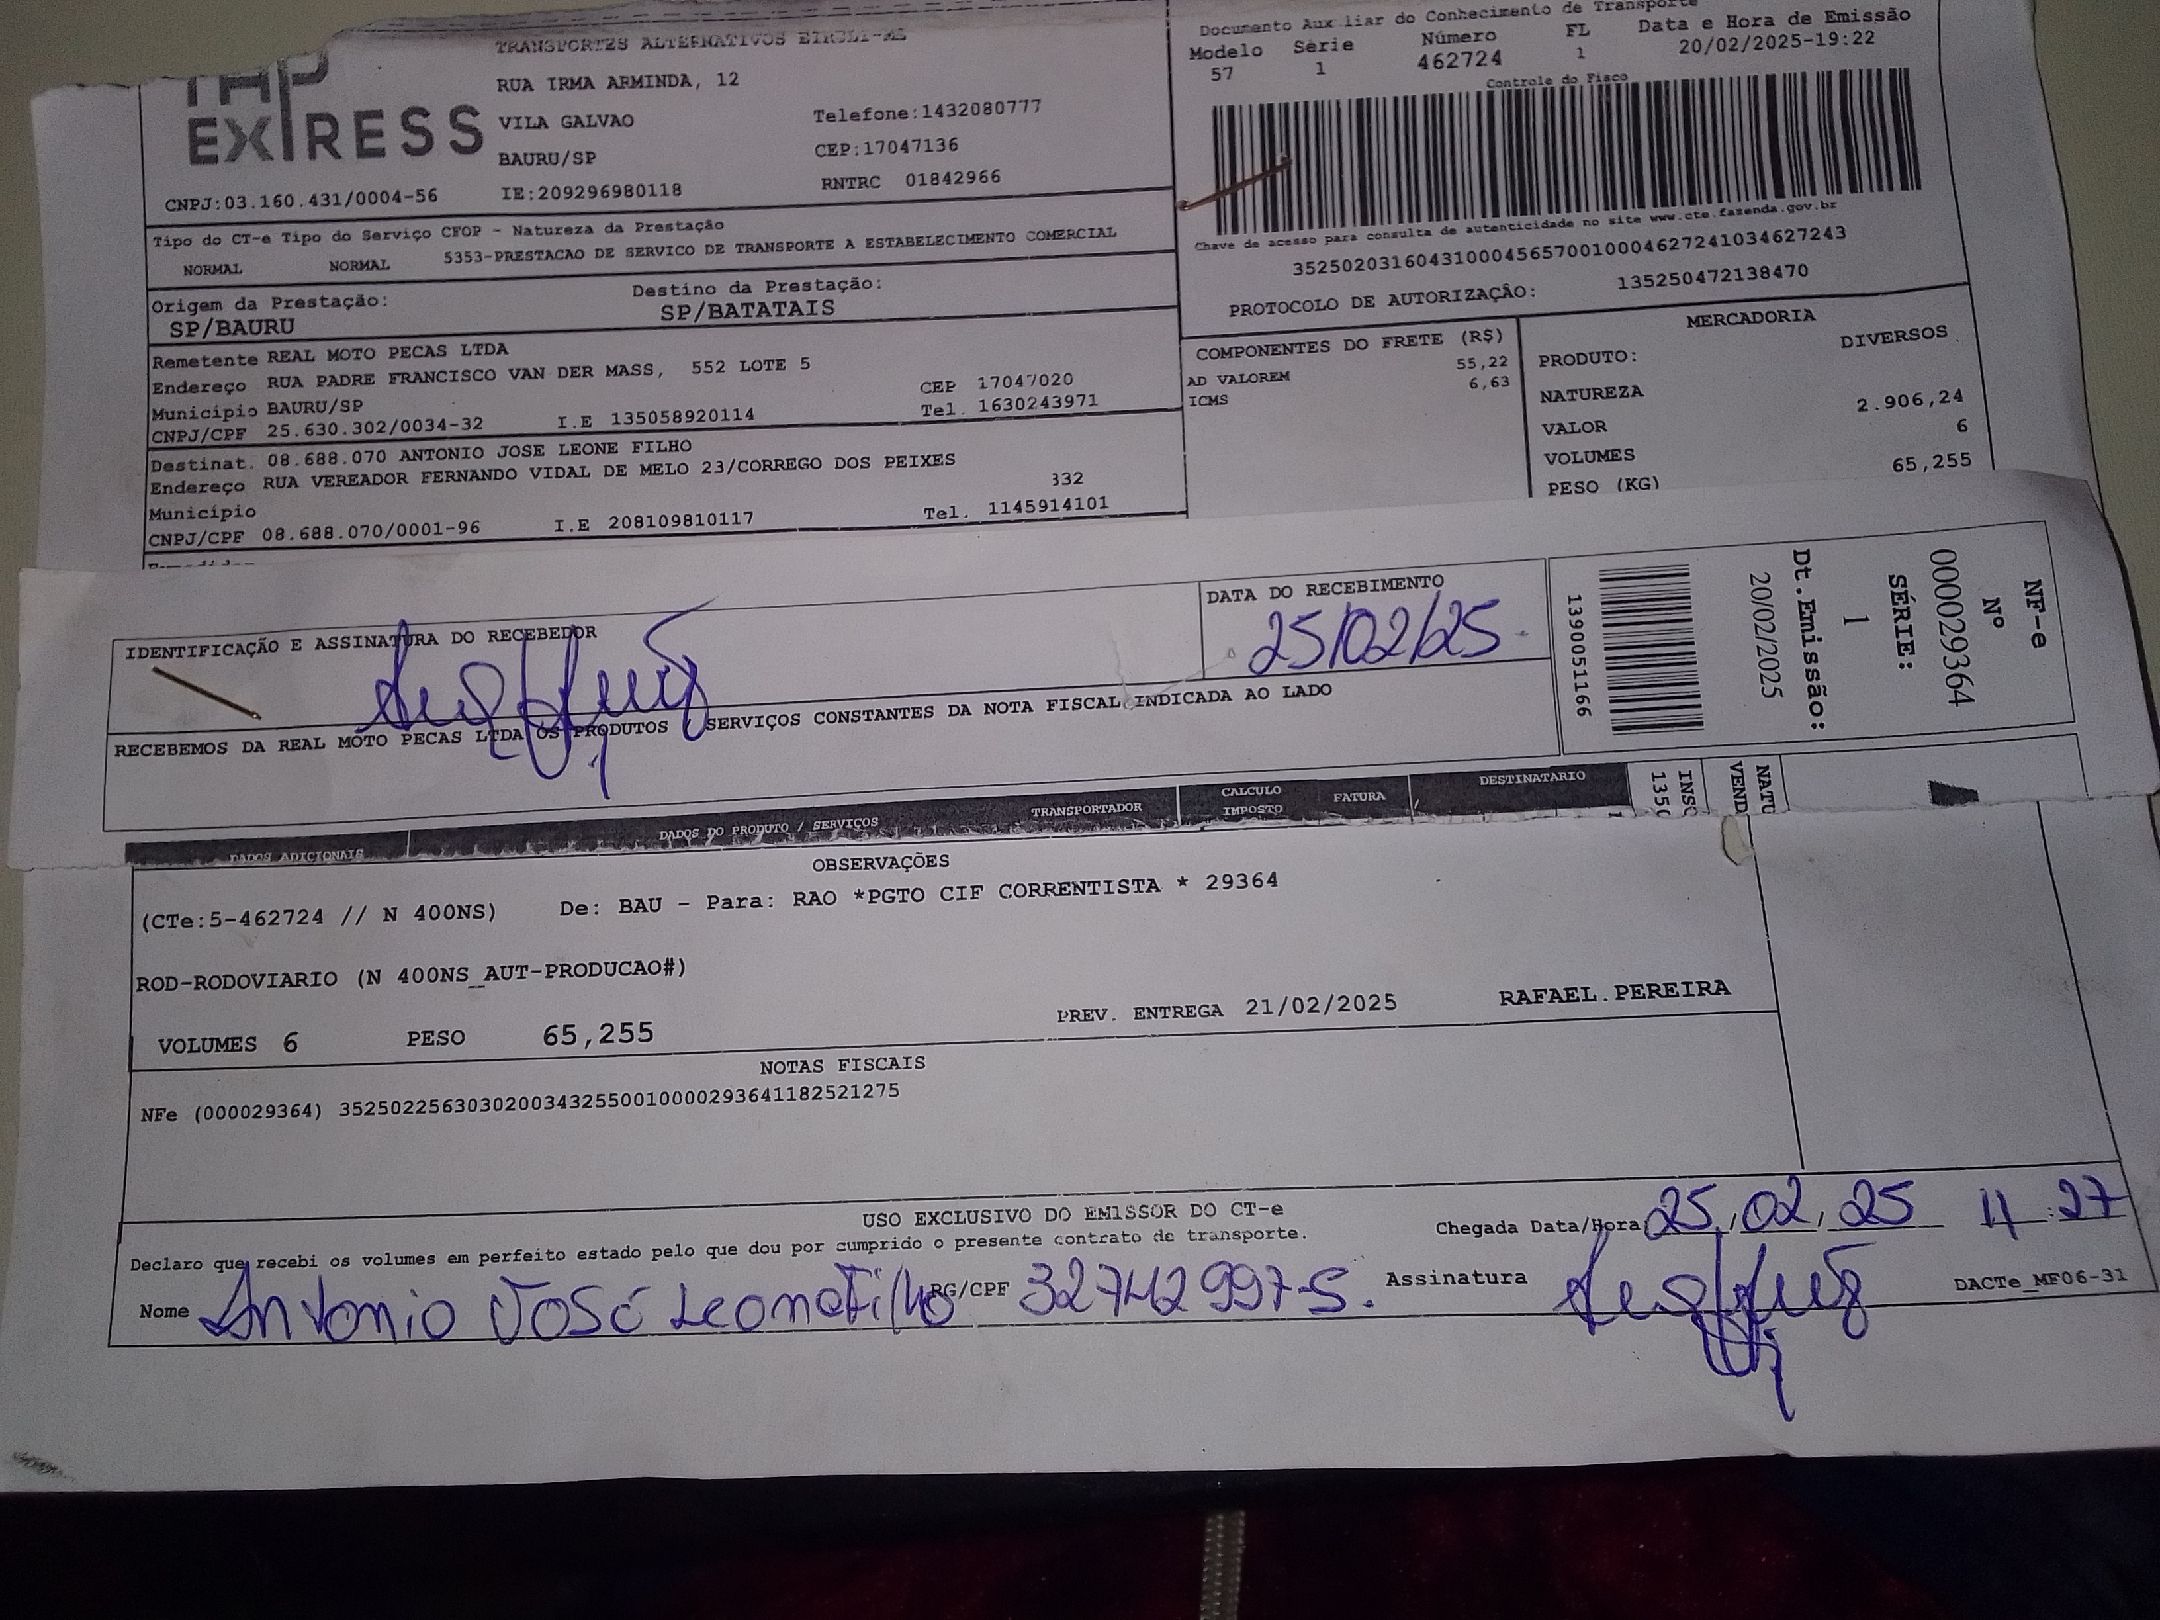 TRANSPORTES ALTERNATIVOS EIRELI-ME
TAP EXPRESS
RUA IRMA ARMINDA, 12
VILA GALVAO Telefone:1432080777
BAURU/SP CEP:17047136
CNPJ:03.160.431/0004-56 IE:209296980118 RNTRC 01842966
Documento Auxiliar do Conhecimento de Transporte
Modelo Série Número FL Data e Hora de Emissão
57 1 462724 1 20/02/2025-19:22
Controle do Fisco
Chave de acesso para consulta de autenticidade no site www.cte.fazenda.gov.br
35250203160431000456570010004627241034627243
PROTOCOLO DE AUTORIZAÇÃO: 135250472138470
Tipo do CT-e Tipo do Serviço CFOP - Natureza da Prestação
NORMAL NORMAL 5353-PRESTACAO DE SERVICO DE TRANSPORTE A ESTABELECIMENTO COMERCIAL
Origem da Prestação: Destino da Prestação:
SP/BAURU SP/BATATAIS
Remetente REAL MOTO PECAS LTDA
Endereço RUA PADRE FRANCISCO VAN DER MASS, 552 LOTE 5
Município BAURU/SP CEP 17047020
CNPJ/CPF 25.630.302/0034-32 I.E 135058920114 Tel. 1630243971
Destinat. 08.688.070 ANTONIO JOSE LEONE FILHO
Endereço RUA VEREADOR FERNANDO VIDAL DE MELO 23/CORREGO DOS PEIXES
Município 332
CNPJ/CPF 08.688.070/0001-96 I.E 208109810117 Tel. 1145914101
COMPONENTES DO FRETE (R$)
55,22
AD VALOREM 6,63
ICMS
MERCADORIA
PRODUTO: DIVERSOS
NATUREZA
VALOR 2.906,24
VOLUMES 6
PESO (KG) 65,255
IDENTIFICAÇÃO E ASSINATURA DO RECEBEDOR
DATA DO RECEBIMENTO
25/02/25
RECEBEMOS DA REAL MOTO PECAS LTDA OS PRODUTOS / SERVIÇOS CONSTANTES DA NOTA FISCAL INDICADA AO LADO
NF-e
Nº
000029364
SÉRIE:
1
Dt.Emissão:
20/02/2025
1390051166
DADOS ADICIONAIS DADOS DO PRODUTO / SERVIÇOS TRANSPORTADOR CALCULO IMPOSTO FATURA DESTINATARIO
OBSERVAÇÕES
(CTe:5-462724 // N 400NS) De: BAU - Para: RAO *PGTO CIF CORRENTISTA * 29364
ROD-RODOVIARIO (N 400NS_AUT-PRODUCAO#)
PREV. ENTREGA 21/02/2025 RAFAEL.PEREIRA
VOLUMES 6 PESO 65,255
NOTAS FISCAIS
NFe (000029364) 35250225630302003432550010000293641182521275
USO EXCLUSIVO DO EMISSOR DO CT-e
Declaro que recebi os volumes em perfeito estado pelo que dou por cumprido o presente contrato de transporte.
Chegada Data/Hora 25/02/25 11:27
Nome Antonio José Leone Filho RG/CPF 32742997-5. Assinatura
DACTe_MF06-31